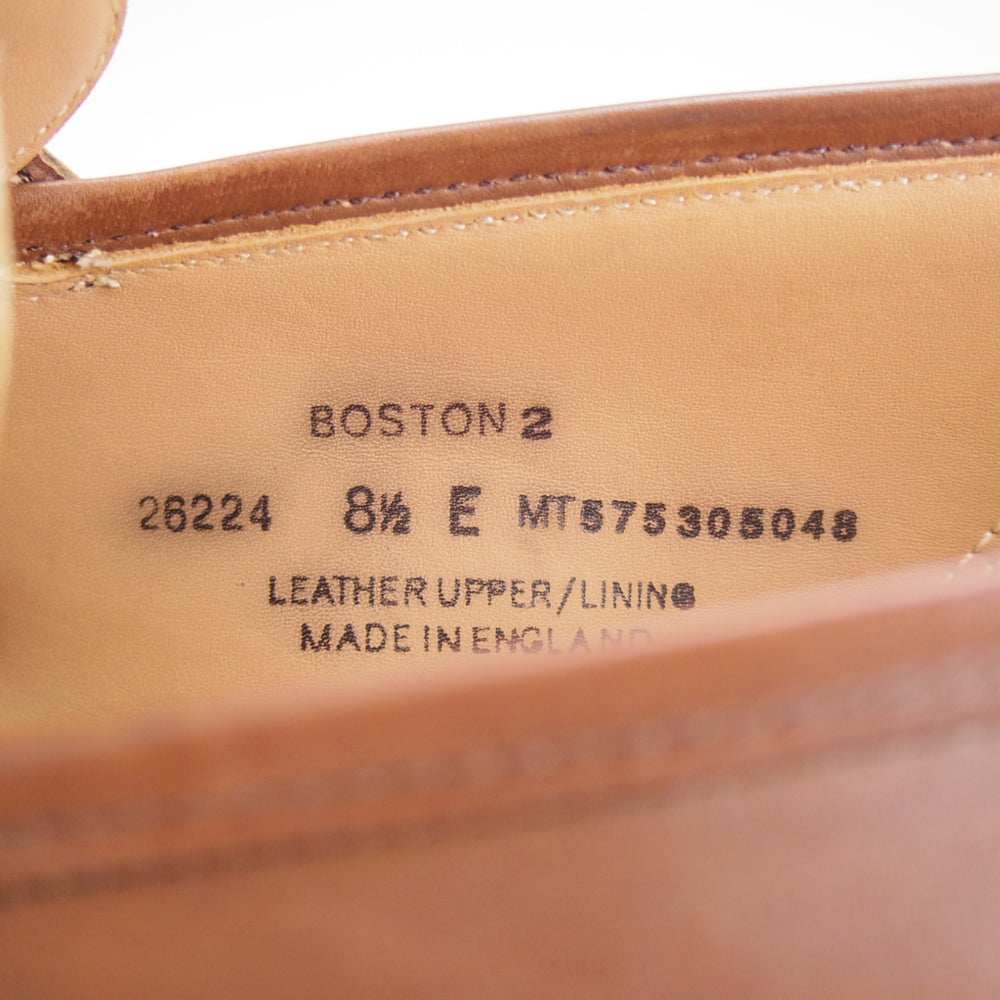 BOSTON 2
26224 8½ E MT575305048
LEATHER UPPER/LINING
MADE IN ENGLAND